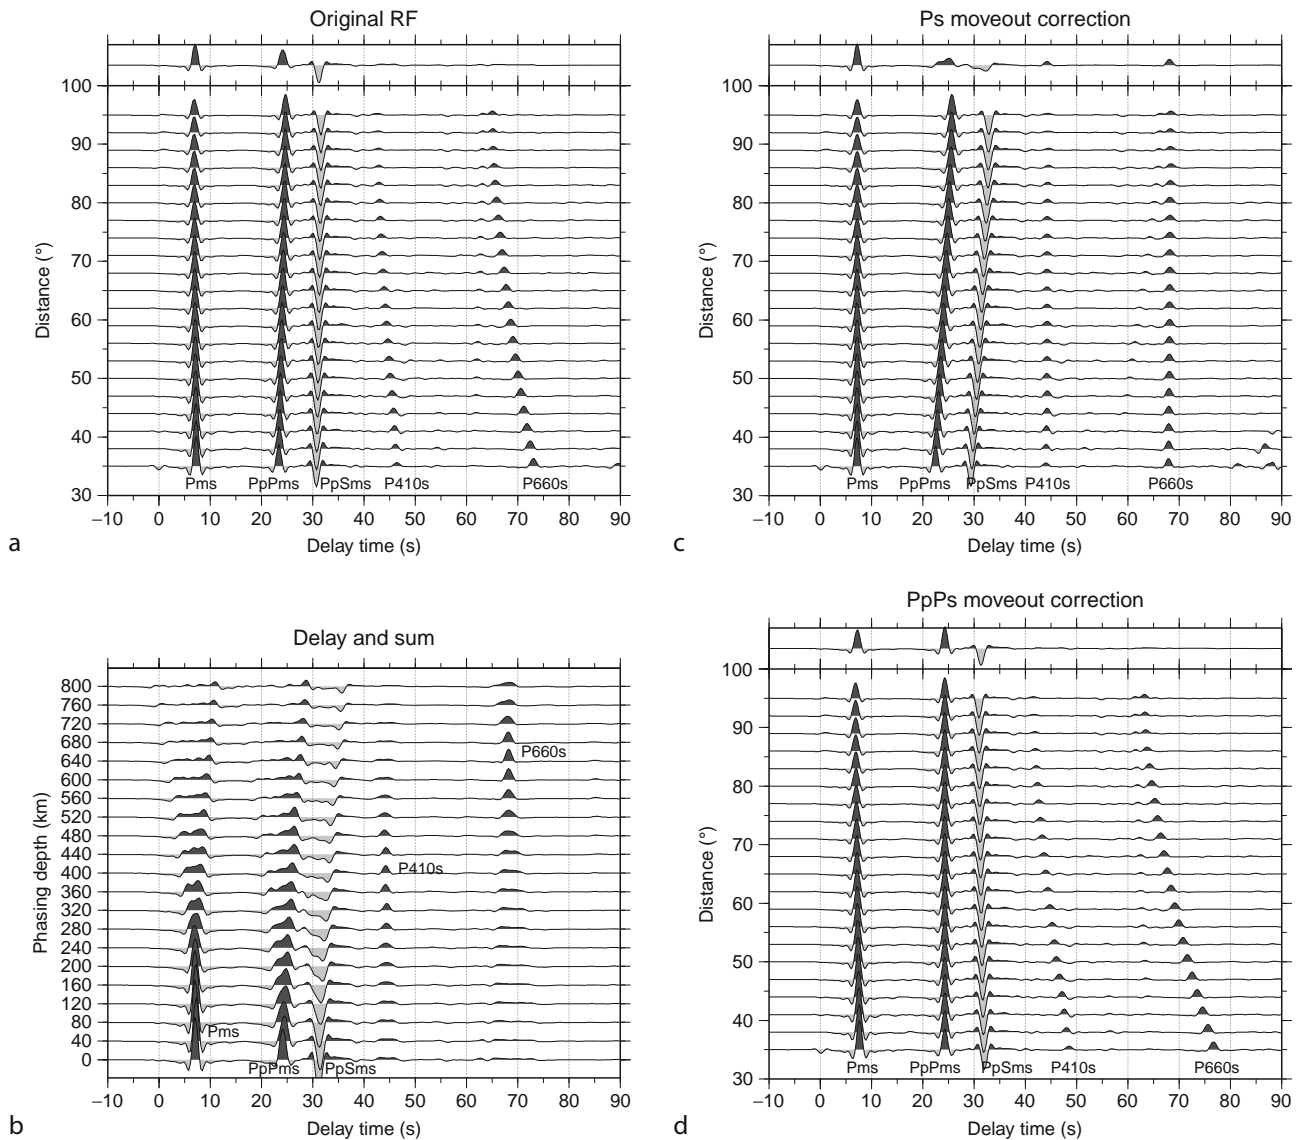 Original RF
100
90
80
70
60
50
40
30
Distance (°)
Pms PpPms PpSms P410s P660s
−10 0 10 20 30 40 50 60 70 80 90
Delay time (s)
a
Ps moveout correction
100
90
80
70
60
50
40
30
Distance (°)
Pms PpPms PpSms P410s P660s
−10 0 10 20 30 40 50 60 70 80 90
Delay time (s)
c
Delay and sum
800
760
720
680
640
600
560
520
480
440
400
360
320
280
240
200
160
120
80
40
0
Phasing depth (km)
P660s
P410s
Pms
PpPms PpSms
−10 0 10 20 30 40 50 60 70 80 90
Delay time (s)
b
PpPs moveout correction
100
90
80
70
60
50
40
30
Distance (°)
Pms PpPms PpSms P410s P660s
−10 0 10 20 30 40 50 60 70 80 90
Delay time (s)
d